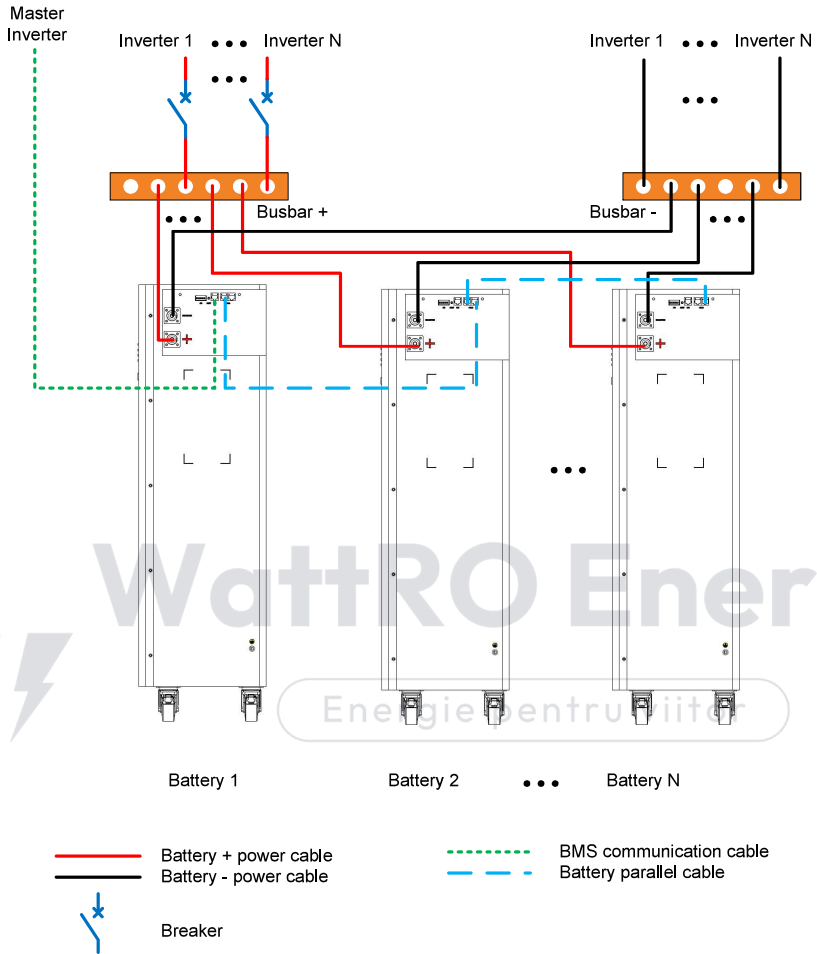 Master
Inverter
Inverter 1 ••• Inverter N
•••
Inverter 1 ••• Inverter N
•••
Busbar +
•••
Busbar -
•••
−
+
−
+
−
+
•••
WattRO Ener
Energie pentru viitor
Battery 1
Battery 2
•••
Battery N
Battery + power cable
Battery - power cable
BMS communication cable
Battery parallel cable
Breaker